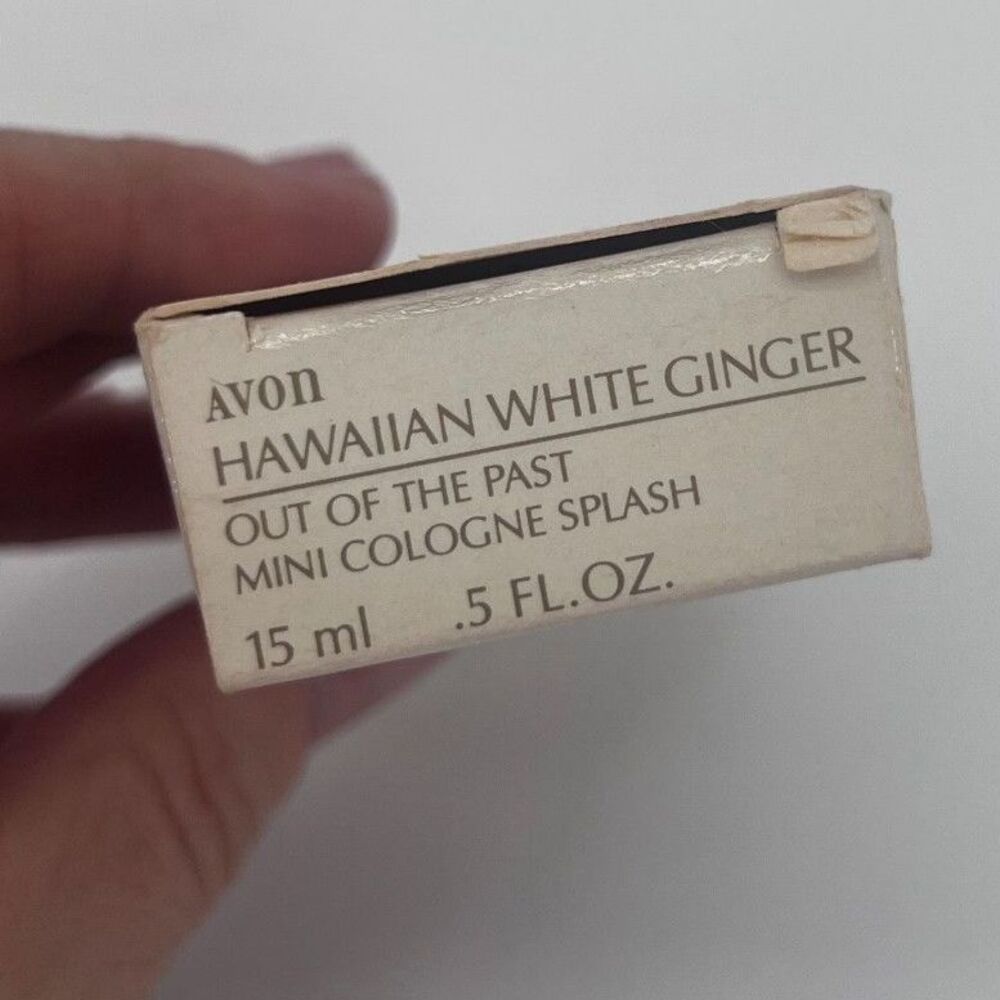 AVON
HAWAIIAN WHITE GINGER
OUT OF THE PAST
MINI COLOGNE SPLASH
15 ml .5 FL.OZ.